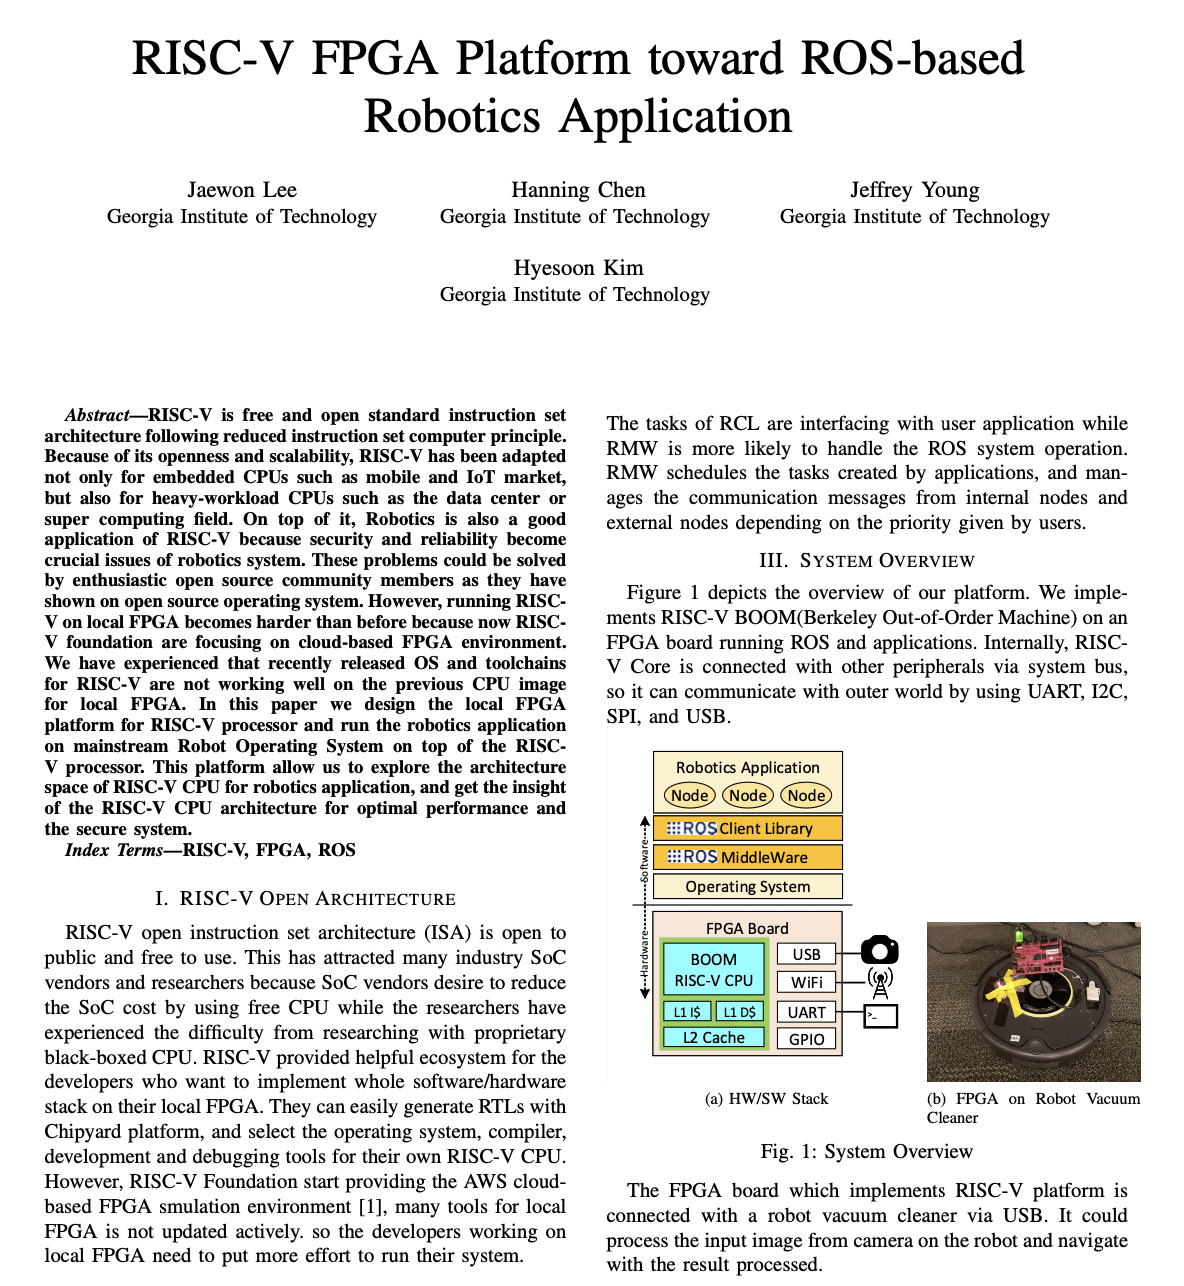 RISC-V FPGA Platform toward ROS-based
Robotics Application
Jaewon Lee
Georgia Institute of Technology
Hanning Chen
Georgia Institute of Technology
Jeffrey Young
Georgia Institute of Technology
Hyesoon Kim
Georgia Institute of Technology
Abstract—RISC-V is free and open standard instruction set
architecture following reduced instruction set computer principle.
Because of its openness and scalability, RISC-V has been adapted
not only for embedded CPUs such as mobile and IoT market,
but also for heavy-workload CPUs such as the data center or
super computing field. On top of it, Robotics is also a good
application of RISC-V because security and reliability become
crucial issues of robotics system. These problems could be solved
by enthusiastic open source community members as they have
shown on open source operating system. However, running RISC-
V on local FPGA becomes harder than before because now RISC-
V foundation are focusing on cloud-based FPGA environment.
We have experienced that recently released OS and toolchains
for RISC-V are not working well on the previous CPU image
for local FPGA. In this paper we design the local FPGA
platform for RISC-V processor and run the robotics application
on mainstream Robot Operating System on top of the RISC-
V processor. This platform allow us to explore the architecture
space of RISC-V CPU for robotics application, and get the insight
of the RISC-V CPU architecture for optimal performance and
the secure system.
Index Terms—RISC-V, FPGA, ROS
I. RISC-V OPEN ARCHITECTURE
RISC-V open instruction set architecture (ISA) is open to
public and free to use. This has attracted many industry SoC
vendors and researchers because SoC vendors desire to reduce
the SoC cost by using free CPU while the researchers have
experienced the difficulty from researching with proprietary
black-boxed CPU. RISC-V provided helpful ecosystem for the
developers who want to implement whole software/hardware
stack on their local FPGA. They can easily generate RTLs with
Chipyard platform, and select the operating system, compiler,
development and debugging tools for their own RISC-V CPU.
However, RISC-V Foundation start providing the AWS cloud-
based FPGA smulation environment [1], many tools for local
FPGA is not updated actively. so the developers working on
local FPGA need to put more effort to run their system.
The tasks of RCL are interfacing with user application while
RMW is more likely to handle the ROS system operation.
RMW schedules the tasks created by applications, and man-
ages the communication messages from internal nodes and
external nodes depending on the priority given by users.
III. SYSTEM OVERVIEW
Figure 1 depicts the overview of our platform. We imple-
ments RISC-V BOOM(Berkeley Out-of-Order Machine) on an
FPGA board running ROS and applications. Internally, RISC-
V Core is connected with other peripherals via system bus,
so it can communicate with outer world by using UART, I2C,
SPI, and USB.
Robotics Application
Node Node Node
ROS Client Library
ROS MiddleWare
Operating System
Software
Hardware
FPGA Board
BOOM
RISC-V CPU
L1 I$ L1 D$
L2 Cache
USB
WiFi
UART
GPIO
>_
(a) HW/SW Stack
(b) FPGA on Robot Vacuum
Cleaner
Fig. 1: System Overview
The FPGA board which implements RISC-V platform is
connected with a robot vacuum cleaner via USB. It could
process the input image from camera on the robot and navigate
with the result processed.